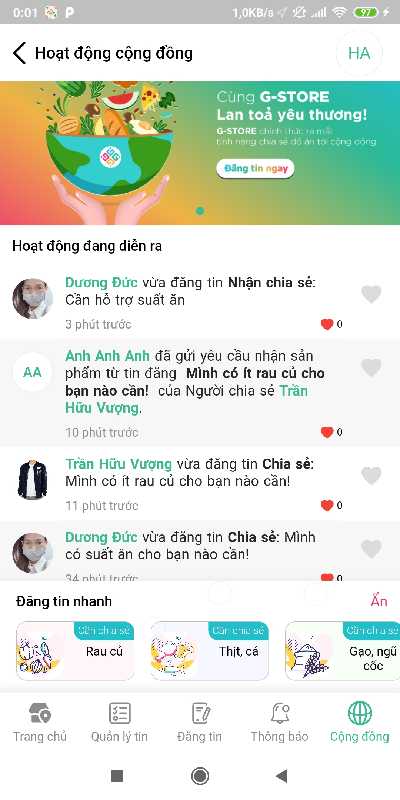 0:01
1,0KB/s
97
Hoạt động cộng đồng
HA
Cùng G-STORE
Lan toả yêu thương!
G-STORE chính thức ra mắt
tính năng chia sẻ đồ ăn tới cộng đồng
Đăng tin ngay
Hoạt động đang diễn ra
Dương Đức vừa đăng tin Nhận chia sẻ:
Cần hỗ trợ suất ăn
3 phút trước
0
AA
Anh Anh Anh đã gửi yêu cầu nhận sản
phẩm từ tin đăng Mình có ít rau củ cho
bạn nào cần! của Người chia sẻ Trần
Hữu Vượng.
10 phút trước
0
Trần Hữu Vượng vừa đăng tin Chia sẻ:
Mình có ít rau củ cho bạn nào cần!
11 phút trước
0
Dương Đức vừa đăng tin Chia sẻ: Mình
có suất ăn cho bạn nào cần!
34 phút trước
0
Đăng tin nhanh
Ẩn
Cần chia sẻ
Cần chia sẻ
Cần chia sẻ
Rau củ
Thịt, cá
Gạo, ngũ
cốc
Trang chủ
Quản lý tin
Đăng tin
Thông báo
Cộng đồng